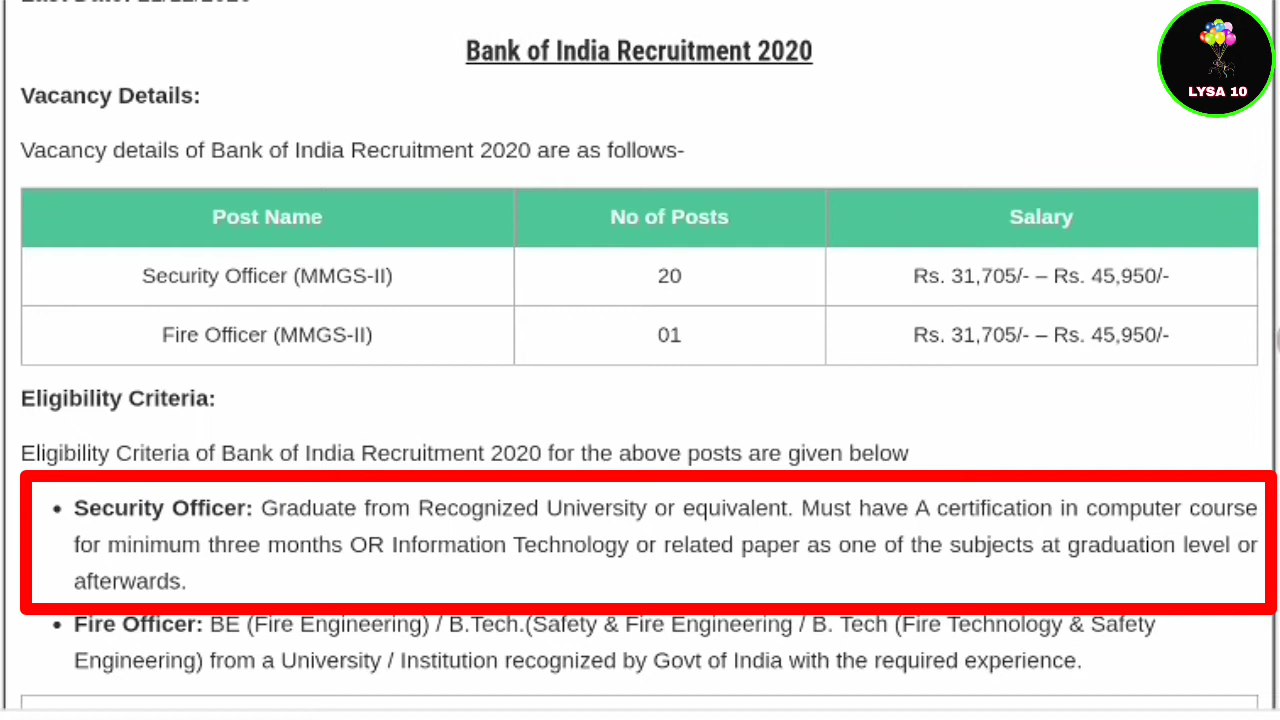 Bank of India Recruitment 2020
LYSA 10
Vacancy Details:
Vacancy details of Bank of India Recruitment 2020 are as follows-
Post Name No of Posts Salary
Security Officer (MMGS-II) 20 Rs. 31,705/- – Rs. 45,950/-
Fire Officer (MMGS-II) 01 Rs. 31,705/- – Rs. 45,950/-
Eligibility Criteria:
Eligibility Criteria of Bank of India Recruitment 2020 for the above posts are given below
• Security Officer: Graduate from Recognized University or equivalent. Must have A certification in computer course
for minimum three months OR Information Technology or related paper as one of the subjects at graduation level or
afterwards.
• Fire Officer: BE (Fire Engineering) / B.Tech.(Safety & Fire Engineering / B. Tech (Fire Technology & Safety
Engineering) from a University / Institution recognized by Govt of India with the required experience.